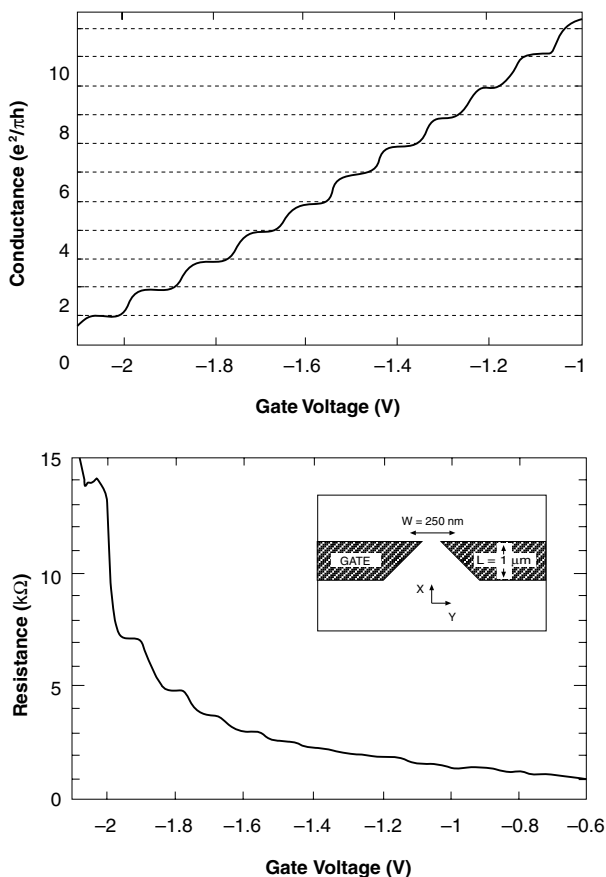 Conductance (e²/πh)
10
8
6
4
2
0
–2
–1.8
–1.6
–1.4
–1.2
–1
Gate Voltage (V)
Resistance (kΩ)
15
10
5
0
W = 250 nm
GATE
L = 1 μm
X
Y
–2
–1.8
–1.6
–1.4
–1.2
–1
–0.8
–0.6
Gate Voltage (V)